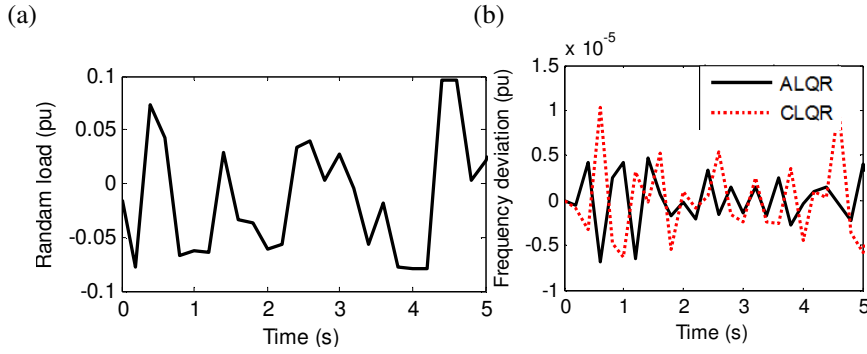 (a)
(b)
Randam load (pu)
0.1
0.05
0
-0.05
-0.1
0 1 2 3 4 5
Time (s)
Frequency deviation (pu)
x 10^-5
1.5
1
0.5
0
-0.5
-1
ALQR
CLQR
0 1 2 3 4 5
Time (s)